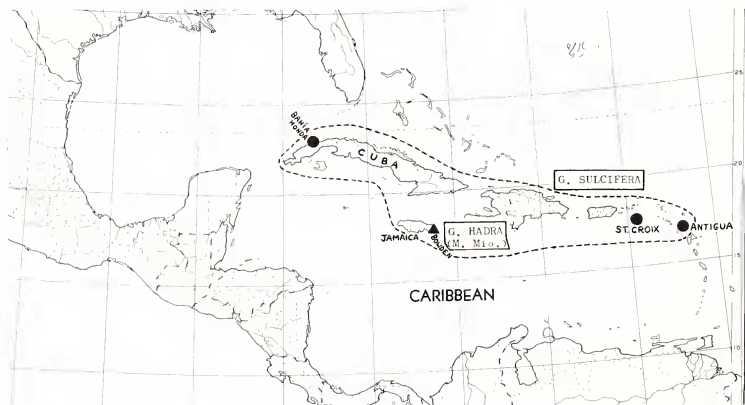 25
BAHIA
HONDA
CUBA
20
G. SULCIFERA
JAMAICA
BOWDEN
G. HADRA
(M. Mio.)
ST. CROIX
ANTIGUA
15
CARIBBEAN
10